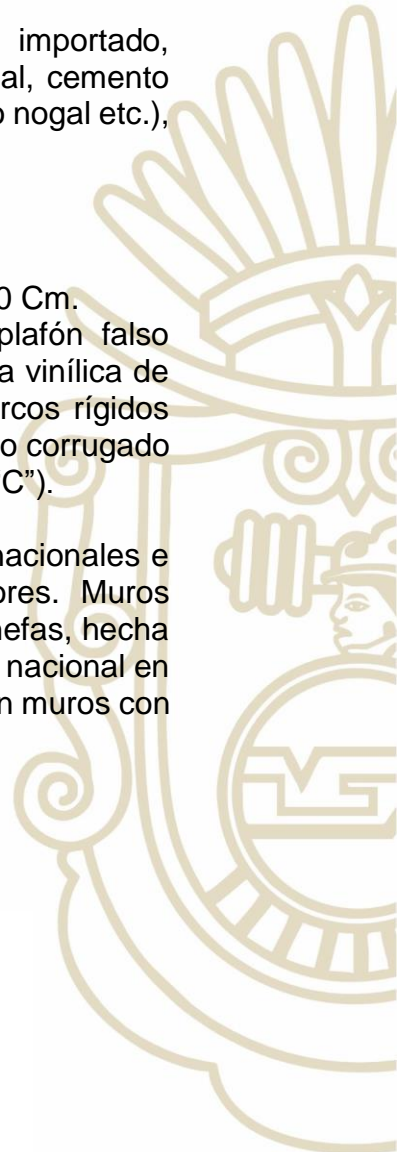 importado,
al, cemento
o nogal etc.),
0 Cm.
plafón falso
a vinílica de
rcos rígidos
o corrugado
C”).
nacionales e
ores. Muros
nefas, hecha
nacional en
n muros con